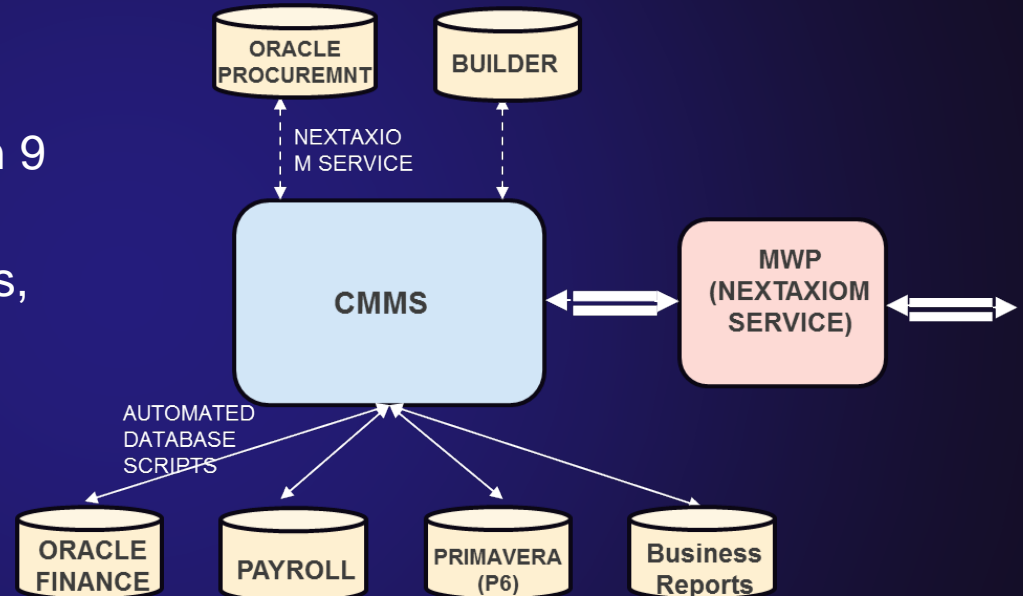 ORACLE
PROCUREMNT
BUILDER
NEXTAXIO
M SERVICE
n 9
s,
CMMS
MWP
(NEXTAXIOM
SERVICE)
AUTOMATED
DATABASE
SCRIPTS
ORACLE
FINANCE
PAYROLL
PRIMAVERA
(P6)
Business
Reports